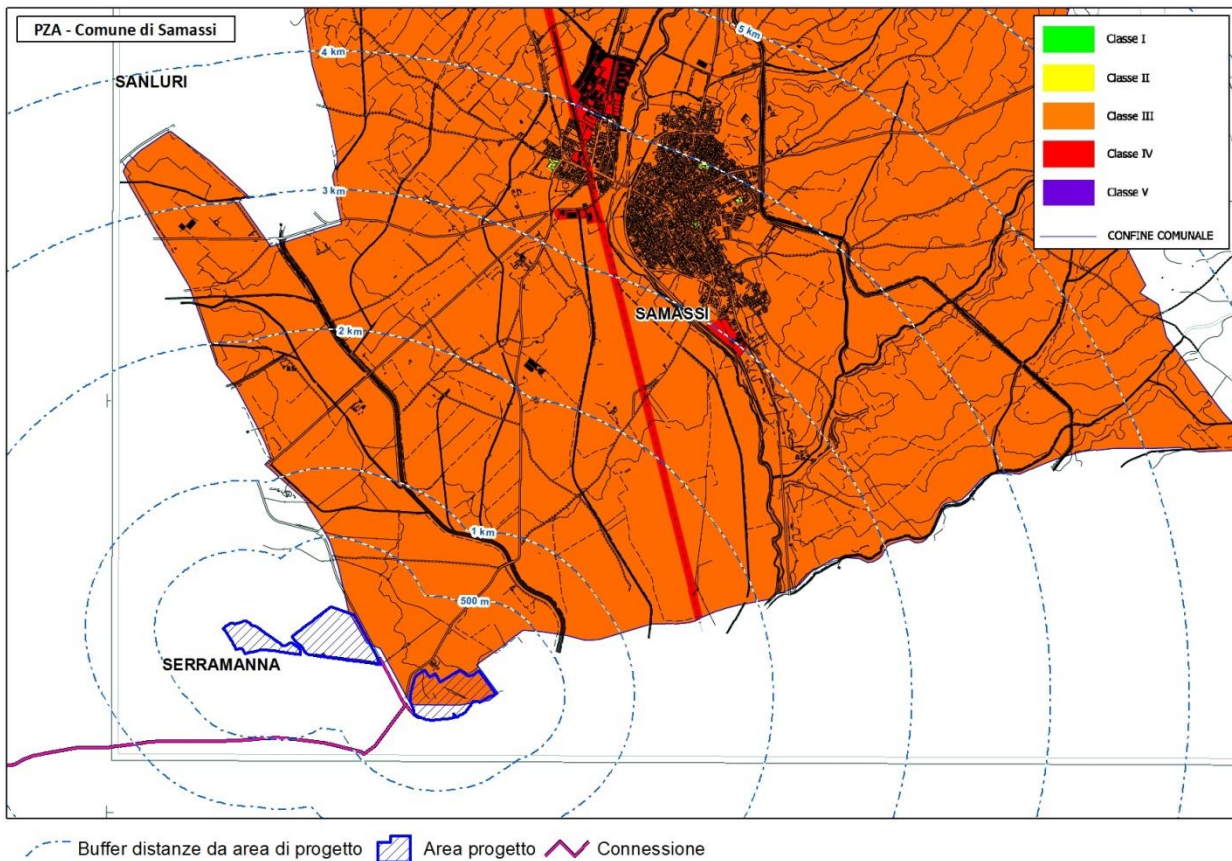 PZA - Comune di Samassi
SANLURI
4 km
5 km
3 km
2 km
SAMASSI
1 km
500 m
SERRAMANNA
Classe I
Classe II
Classe III
Classe IV
Classe V
CONFINE COMUNALE
Buffer distanze da area di progetto
Area progetto
Connessione